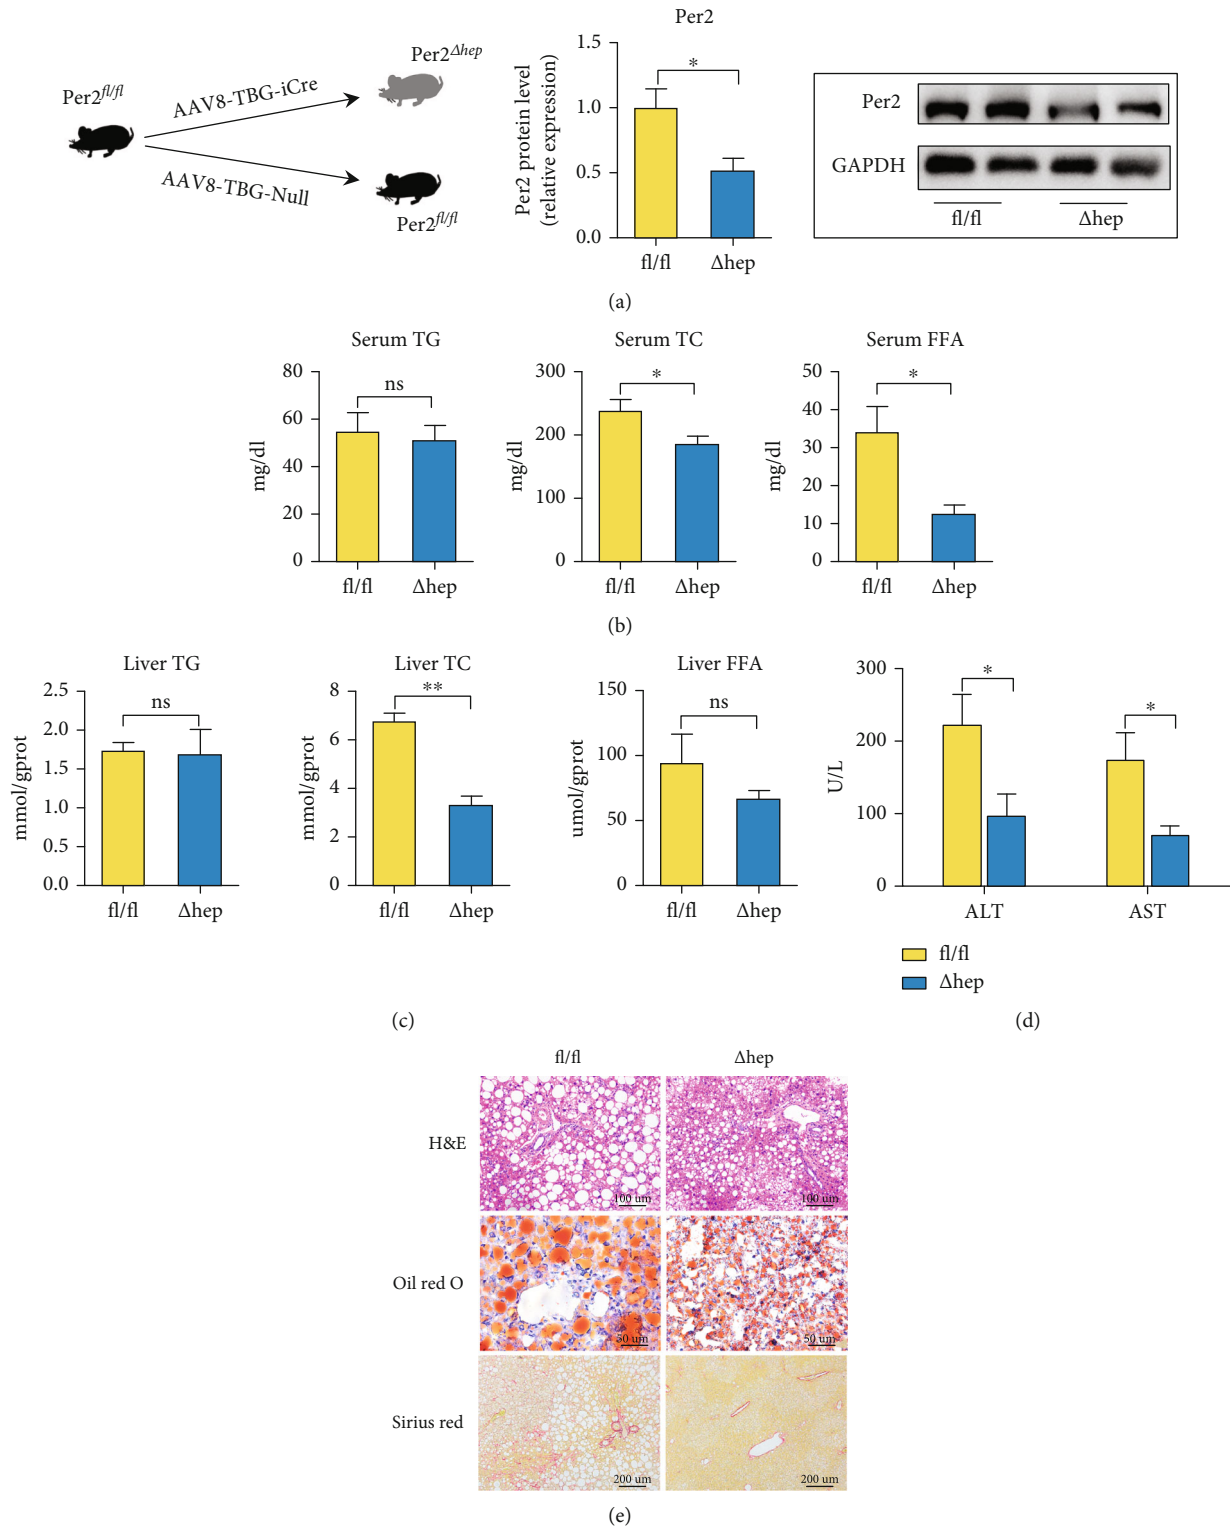 Per2fl/fl
AAV8-TBG-iCre
AAV8-TBG-Null
Per2Δhep
Per2fl/fl
Per2
Per2 protein level
(relative expression)
1.5
1.0
0.5
0.0
*
fl/fl Δhep
Per2
GAPDH
fl/fl Δhep
(a)
Serum TG
mg/dl
80
60
40
20
0
ns
fl/fl Δhep
Serum TC
mg/dl
300
200
100
0
*
fl/fl Δhep
Serum FFA
mg/dl
50
40
30
20
10
0
*
fl/fl Δhep
(b)
Liver TG
mmol/gprot
2.5
2.0
1.5
1.0
0.5
0.0
ns
fl/fl Δhep
Liver TC
mmol/gprot
8
6
4
2
0
**
fl/fl Δhep
Liver FFA
umol/gprot
150
100
50
0
ns
fl/fl Δhep
(c)
U/L
300
200
100
0
*
*
ALT AST
fl/fl
Δhep
(d)
fl/fl Δhep
H&E
100 um
100 um
Oil red O
50 um
50 um
Sirius red
200 um
200 um
(e)